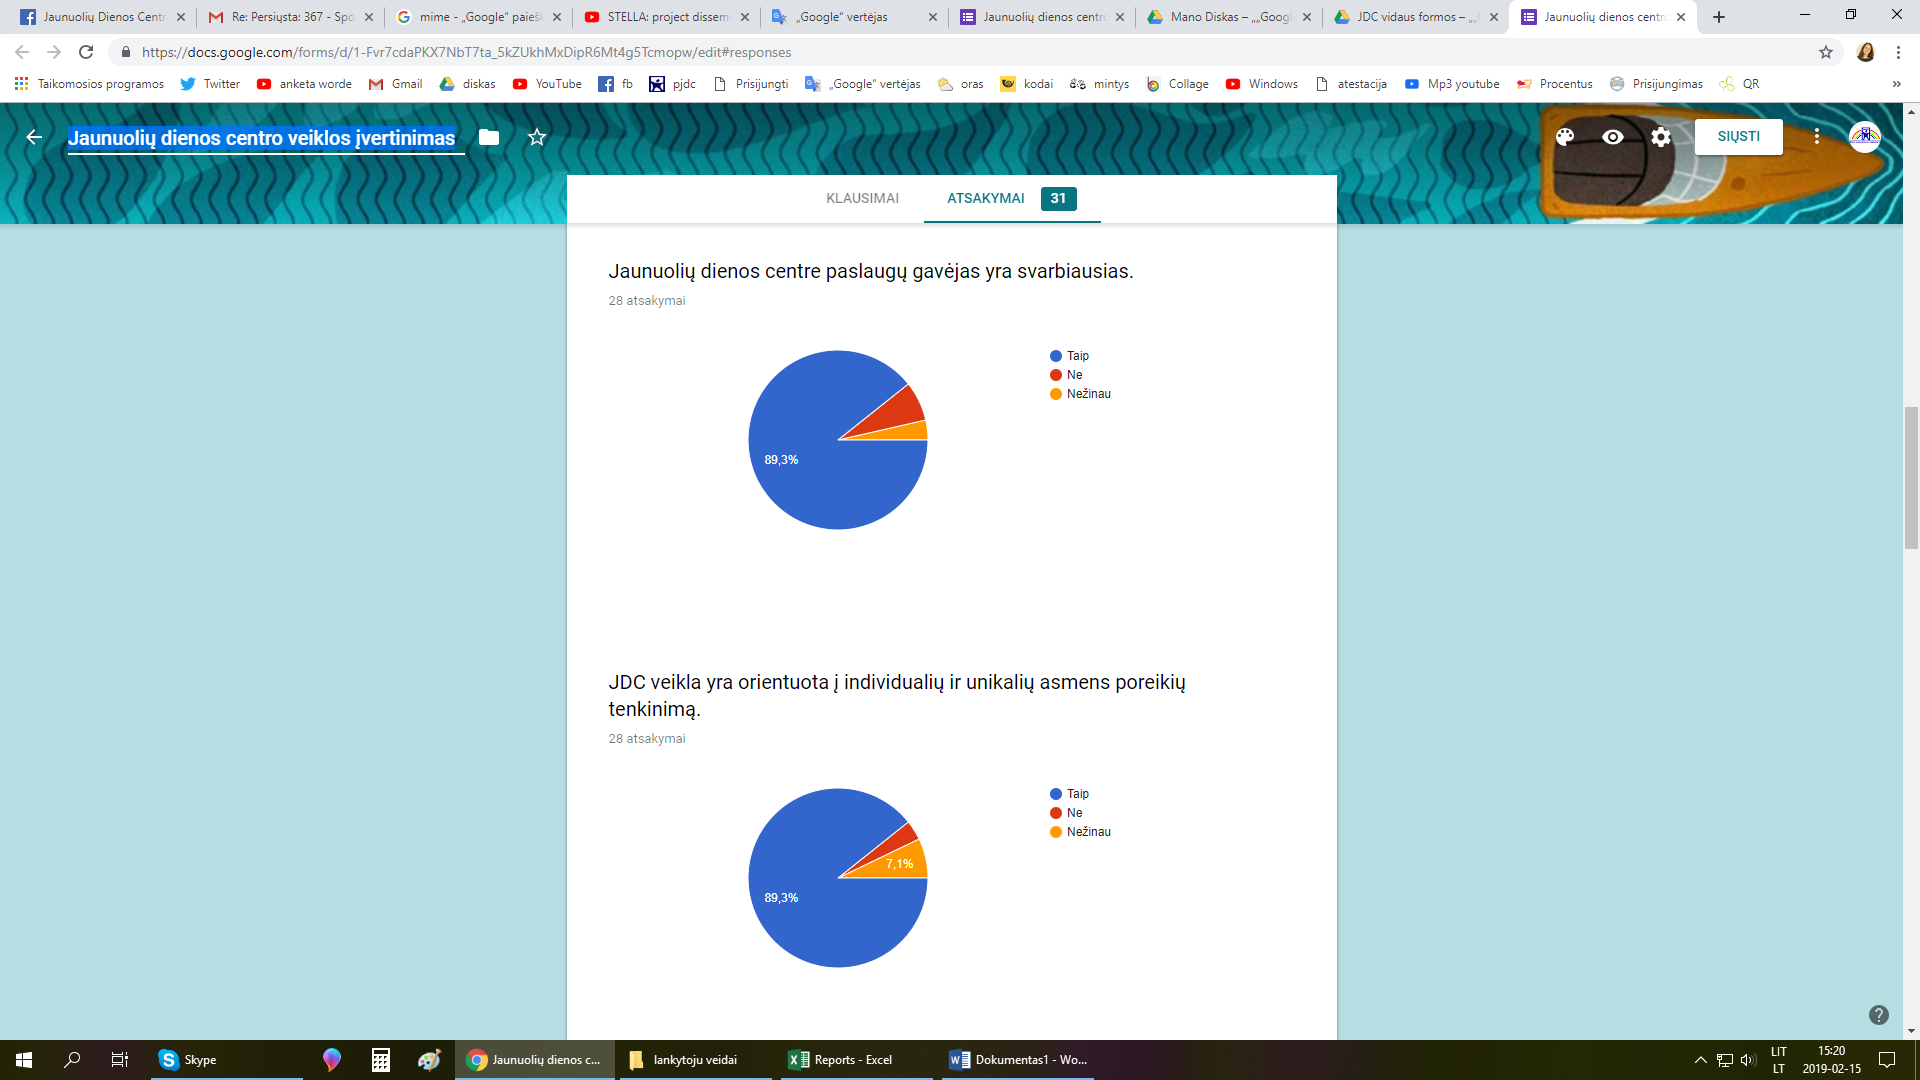 Jaunuolių Dienos Centr
Re: Persiųsta: 367 - Spo
mime - „Google“ paiešk
STELLA: project dissemi
„Google“ vertėjas
Jaunuolių dienos centro
Mano Diskas – „„Google
JDC vidaus formos – „„
Jaunuolių dienos centro
https://docs.google.com/forms/d/1-Fvr7cdaPKX7NbT7ta_5kZUkhMxDipR6Mt4g5Tcmopw/edit#responses
Taikomosios programos
Twitter
anketa worde
Gmail
diskas
YouTube
fb
pjdc
Prisijungti
„Google“ vertėjas
oras
kodai
mintys
Collage
Windows
atestacija
Mp3 youtube
Procentus
Prisijungimas
QR
»
Jaunuolių dienos centro veiklos įvertinimas
SIŲSTI
KLAUSIMAI
ATSAKYMAI 31
Jaunuolių dienos centre paslaugų gavėjas yra svarbiausias.
28 atsakymai
Taip
Ne
Nežinau
89,3%
JDC veikla yra orientuota į individualių ir unikalių asmens poreikių
tenkinimą.
28 atsakymai
Taip
Ne
Nežinau
7,1%
89,3%
Skype
Jaunuolių dienos c...
lankytoju veidai
Reports - Excel
Dokumentas1 - Wo...
LIT
LT
15:20
2019-02-15